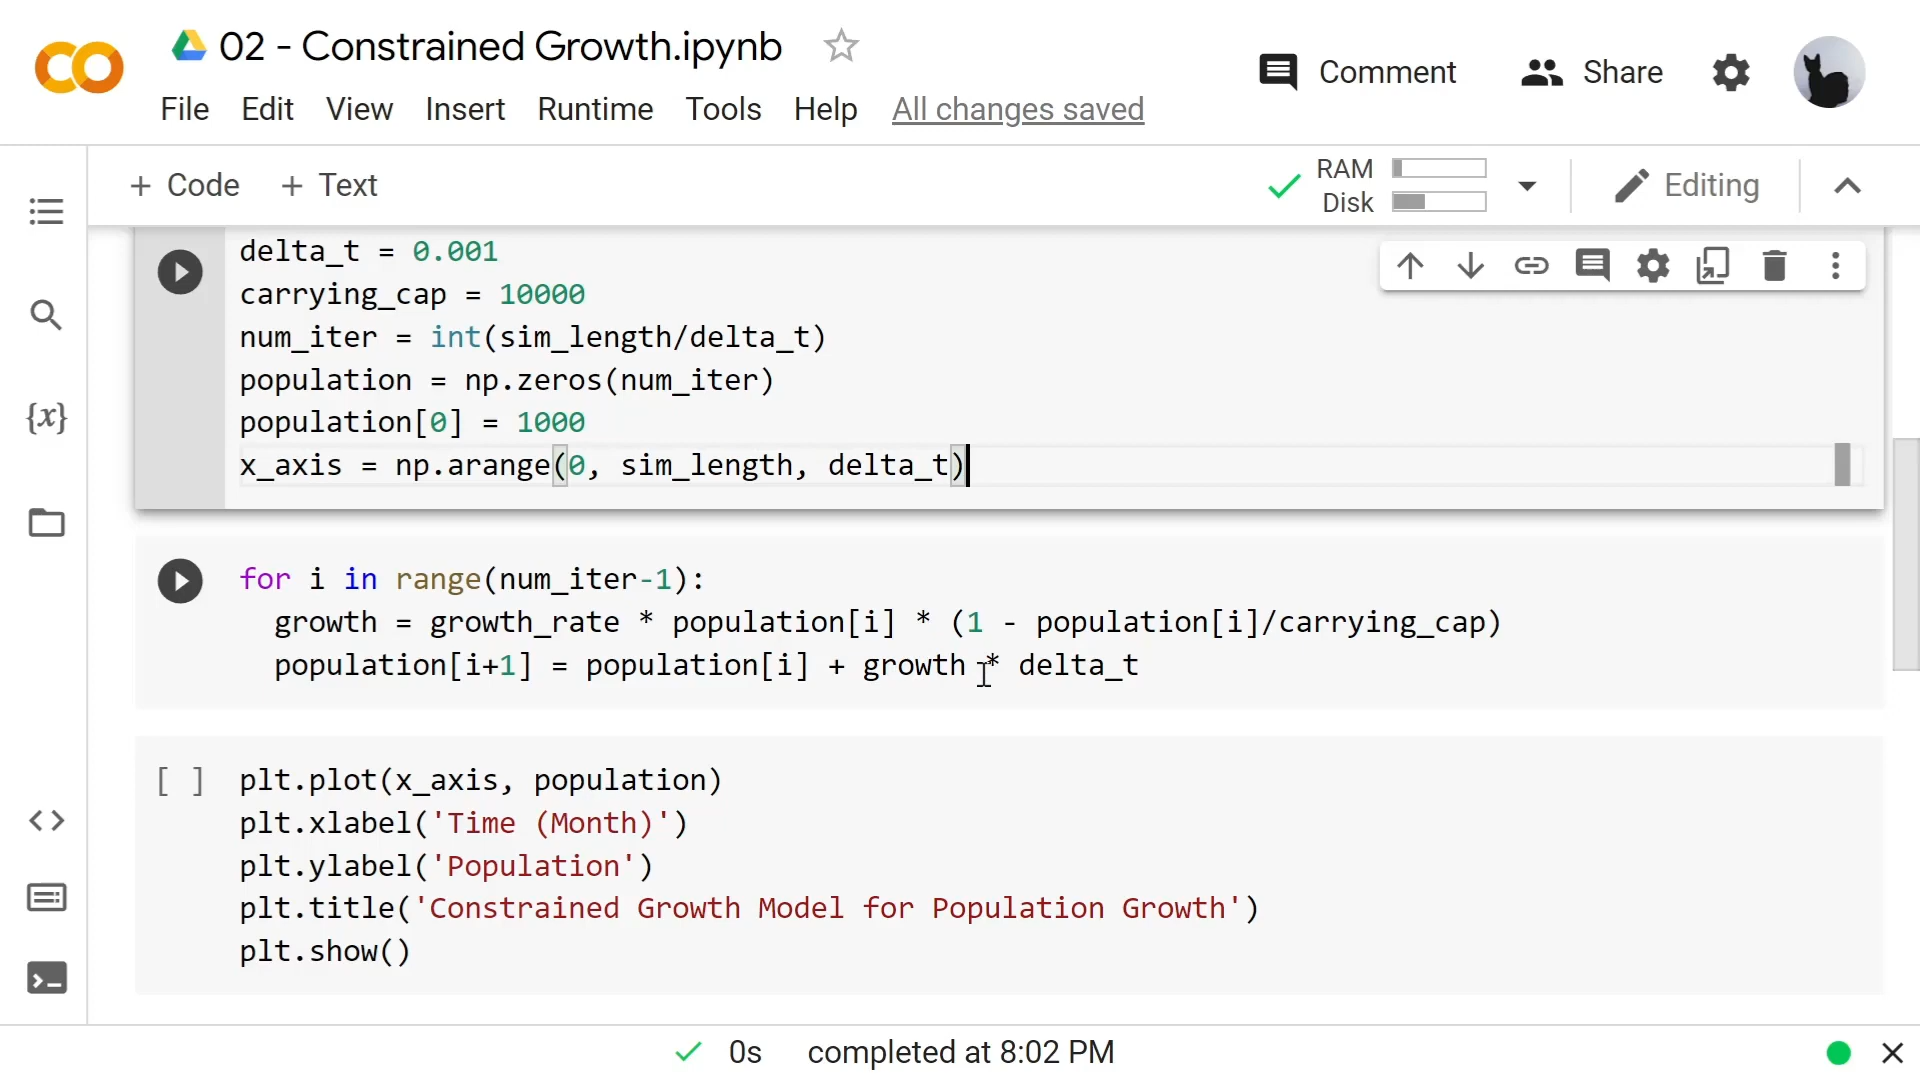 02 - Constrained Growth.ipynb
Comment
Share
File Edit View Insert Runtime Tools Help All changes saved
+ Code + Text
RAM
Disk
Editing
delta_t = 0.001
carrying_cap = 10000
num_iter = int(sim_length/delta_t)
population = np.zeros(num_iter)
population[0] = 1000
x_axis = np.arange(0, sim_length, delta_t)
{x}
for i in range(num_iter-1):
  growth = growth_rate * population[i] * (1 - population[i]/carrying_cap)
  population[i+1] = population[i] + growth * delta_t
[ ]
plt.plot(x_axis, population)
plt.xlabel('Time (Month)')
plt.ylabel('Population')
plt.title('Constrained Growth Model for Population Growth')
plt.show()
0s completed at 8:02 PM